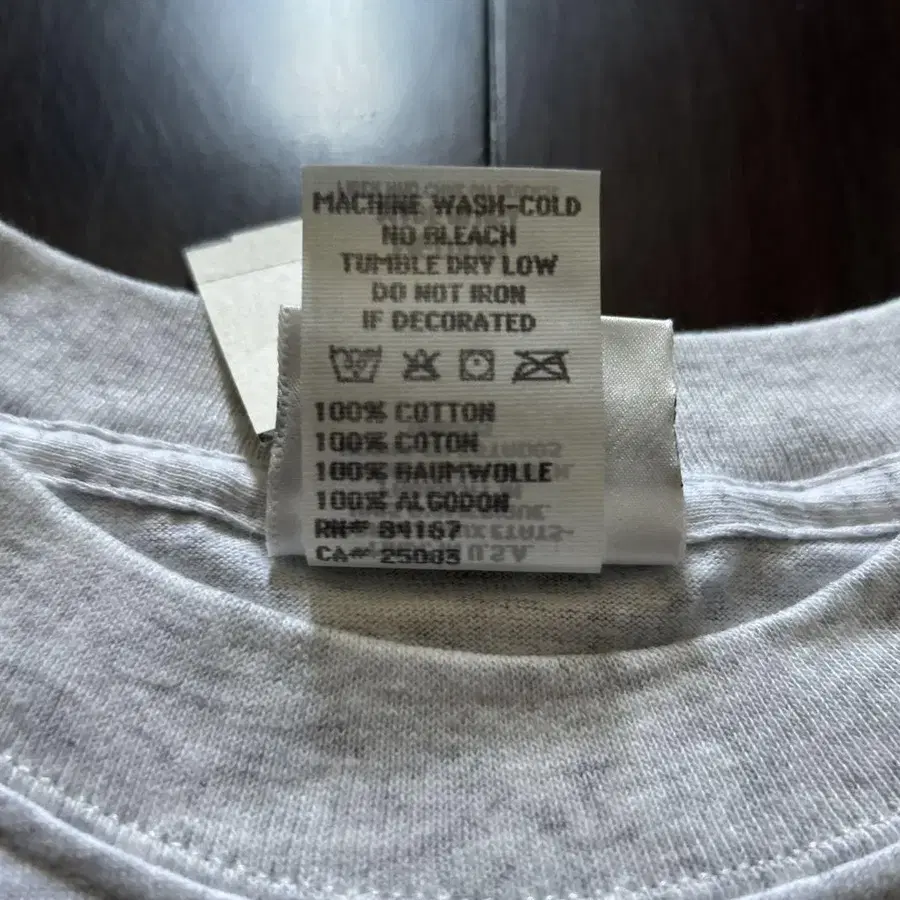 MACHINE WASH-COLD
NO BLEACH
TUMBLE DRY LOW
DO NOT IRON
IF DECORATED
100% COTTON
100% COTON
100% BAUMWOLLE
100% ALGODON
RN# 84167
CA# 25083